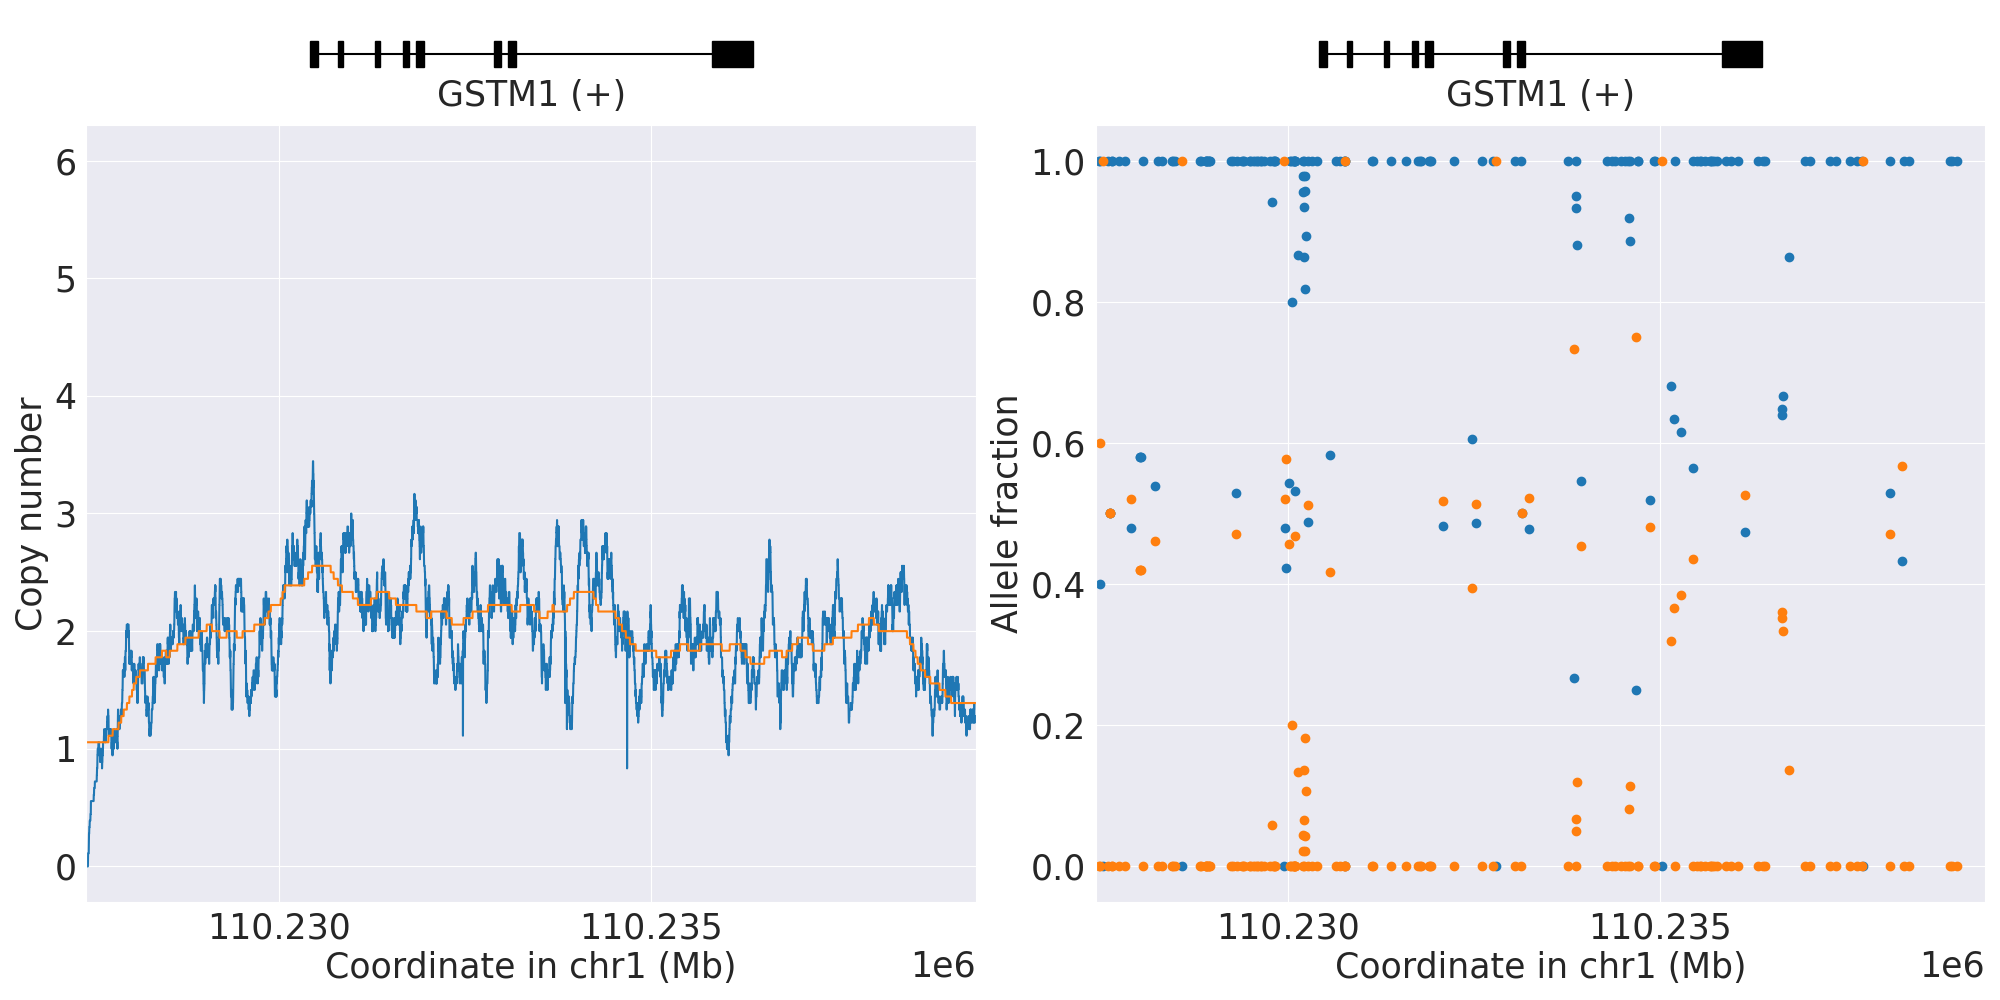 GSTM1 (+)
Copy number
6
5
4
3
2
1
0
110.230
110.235
Coordinate in chr1 (Mb)
1e6
GSTM1 (+)
Allele fraction
1.0
0.8
0.6
0.4
0.2
0.0
110.230
110.235
Coordinate in chr1 (Mb)
1e6